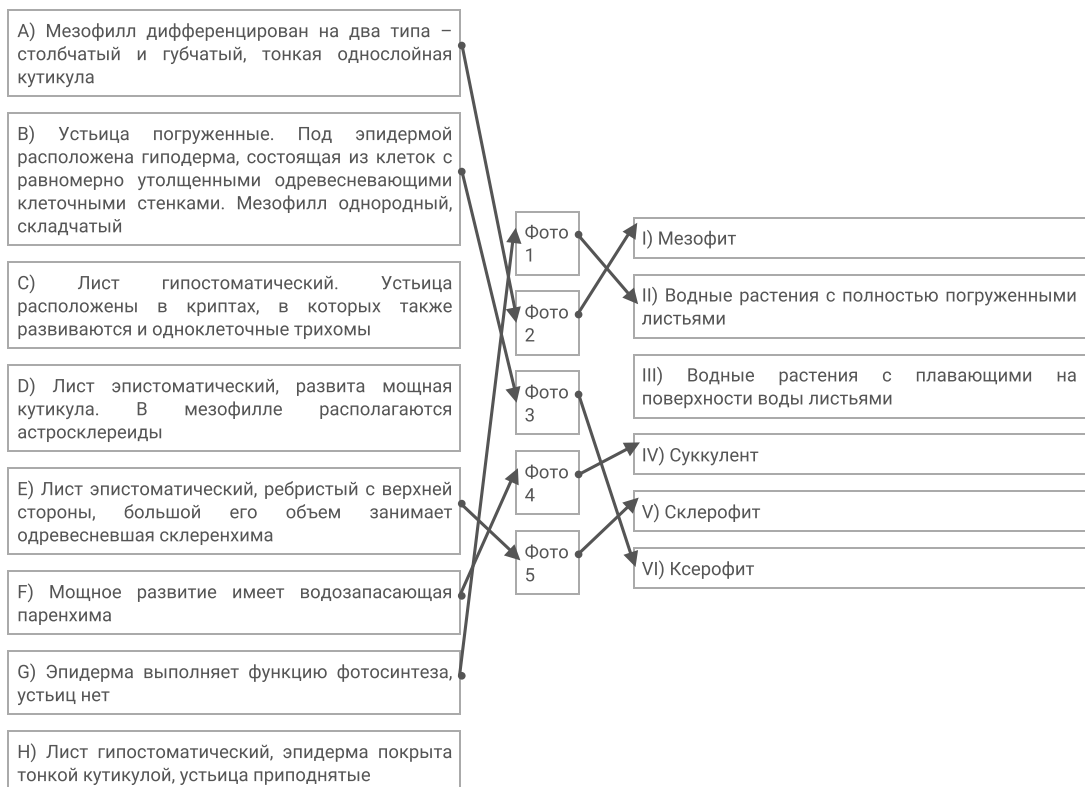 А) Мезофилл дифференцирован на два типа –
столбчатый и губчатый, тонкая однослойная
кутикула
B) Устьица погруженные. Под эпидермой
расположена гиподерма, состоящая из клеток с
равномерно утолщенными одревесневающими
клеточными стенками. Мезофилл однородный,
складчатый
C) Лист гипостоматический. Устьица
расположены в криптах, в которых также
развиваются и одноклеточные трихомы
D) Лист эпистоматический, развита мощная
кутикула. В мезофилле располагаются
астросклереиды
E) Лист эпистоматический, ребристый с верхней
стороны, большой его объем занимает
одревесневшая склеренхима
F) Мощное развитие имеет водозапасающая
паренхима
G) Эпидерма выполняет функцию фотосинтеза,
устьиц нет
H) Лист гипостоматический, эпидерма покрыта
тонкой кутикулой, устьица приподнятые
Фото
1
Фото
2
Фото
3
Фото
4
Фото
5
I) Мезофит
II) Водные растения с полностью погруженными
листьями
III) Водные растения с плавающими на
поверхности воды листьями
IV) Суккулент
V) Склерофит
VI) Ксерофит